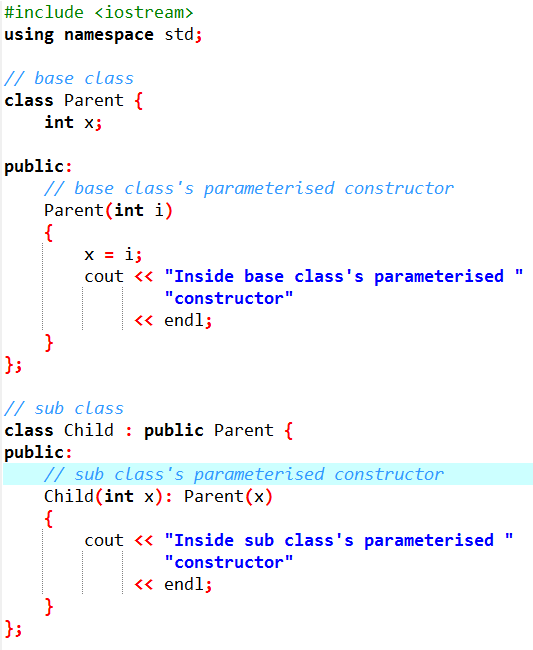 #include <iostream>
using namespace std;
// base class
class Parent {
int x;
public:
// base class's parameterised constructor
Parent(int i)
{
x = i;
cout << "Inside base class's parameterised "
"constructor"
<< endl;
}
};
// sub class
class Child : public Parent {
public:
// sub class's parameterised constructor
Child(int x): Parent(x)
{
cout << "Inside sub class's parameterised "
"constructor"
<< endl;
}
};